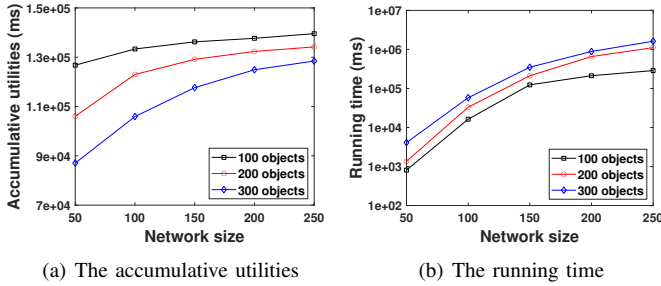 Accumulative utilities (ms)
1.5e+05
1.3e+05
1.1e+05
9e+04
7e+04
50
100
150
200
250
Network size
100 objects
200 objects
300 objects
(a) The accumulative utilities
Running time (ms)
1e+07
1e+06
1e+05
1e+04
1e+03
1e+02
50
100
150
200
250
Network size
100 objects
200 objects
300 objects
(b) The running time